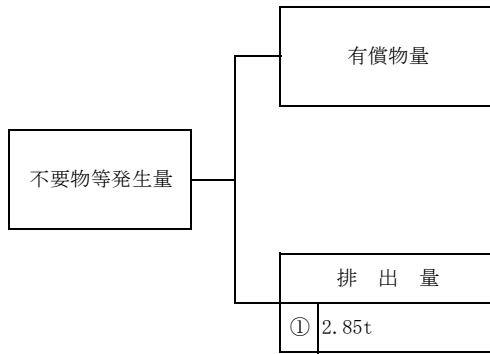 有償物量
不要物等発生量
排 出 量
① 2.85t